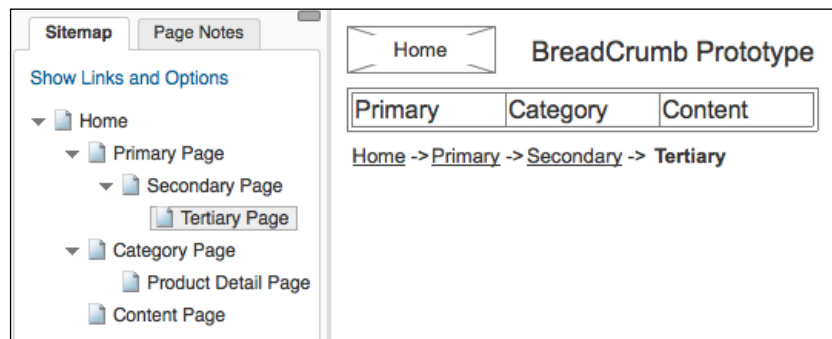 Sitemap
Page Notes
Show Links and Options
Home
Primary Page
Secondary Page
Tertiary Page
Category Page
Product Detail Page
Content Page
Home
BreadCrumb Prototype
Primary
Category
Content
Home -> Primary -> Secondary -> Tertiary